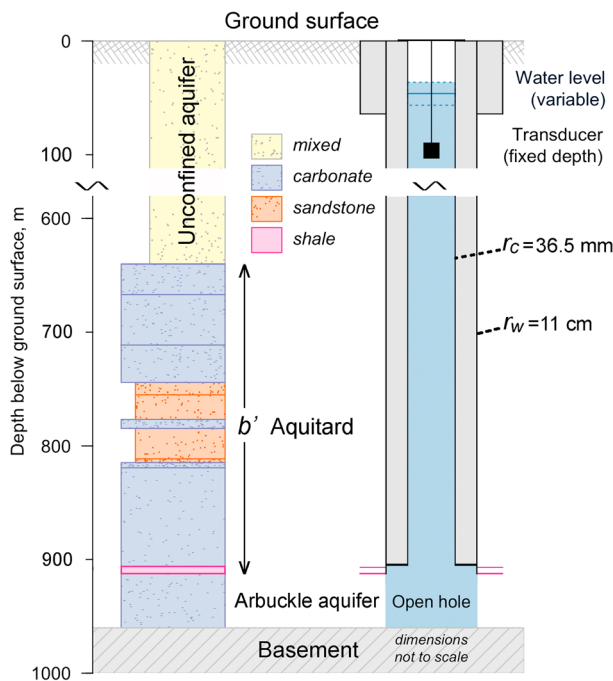 Ground surface
0
100
600
700
800
900
1000
Depth below ground surface, m
Unconfined aquifer
mixed
carbonate
sandstone
shale
b’ Aquitard
Arbuckle aquifer
Basement
Water level
(variable)
Transducer
(fixed depth)
rC=36.5 mm
rw=11 cm
Open hole
dimensions
not to scale